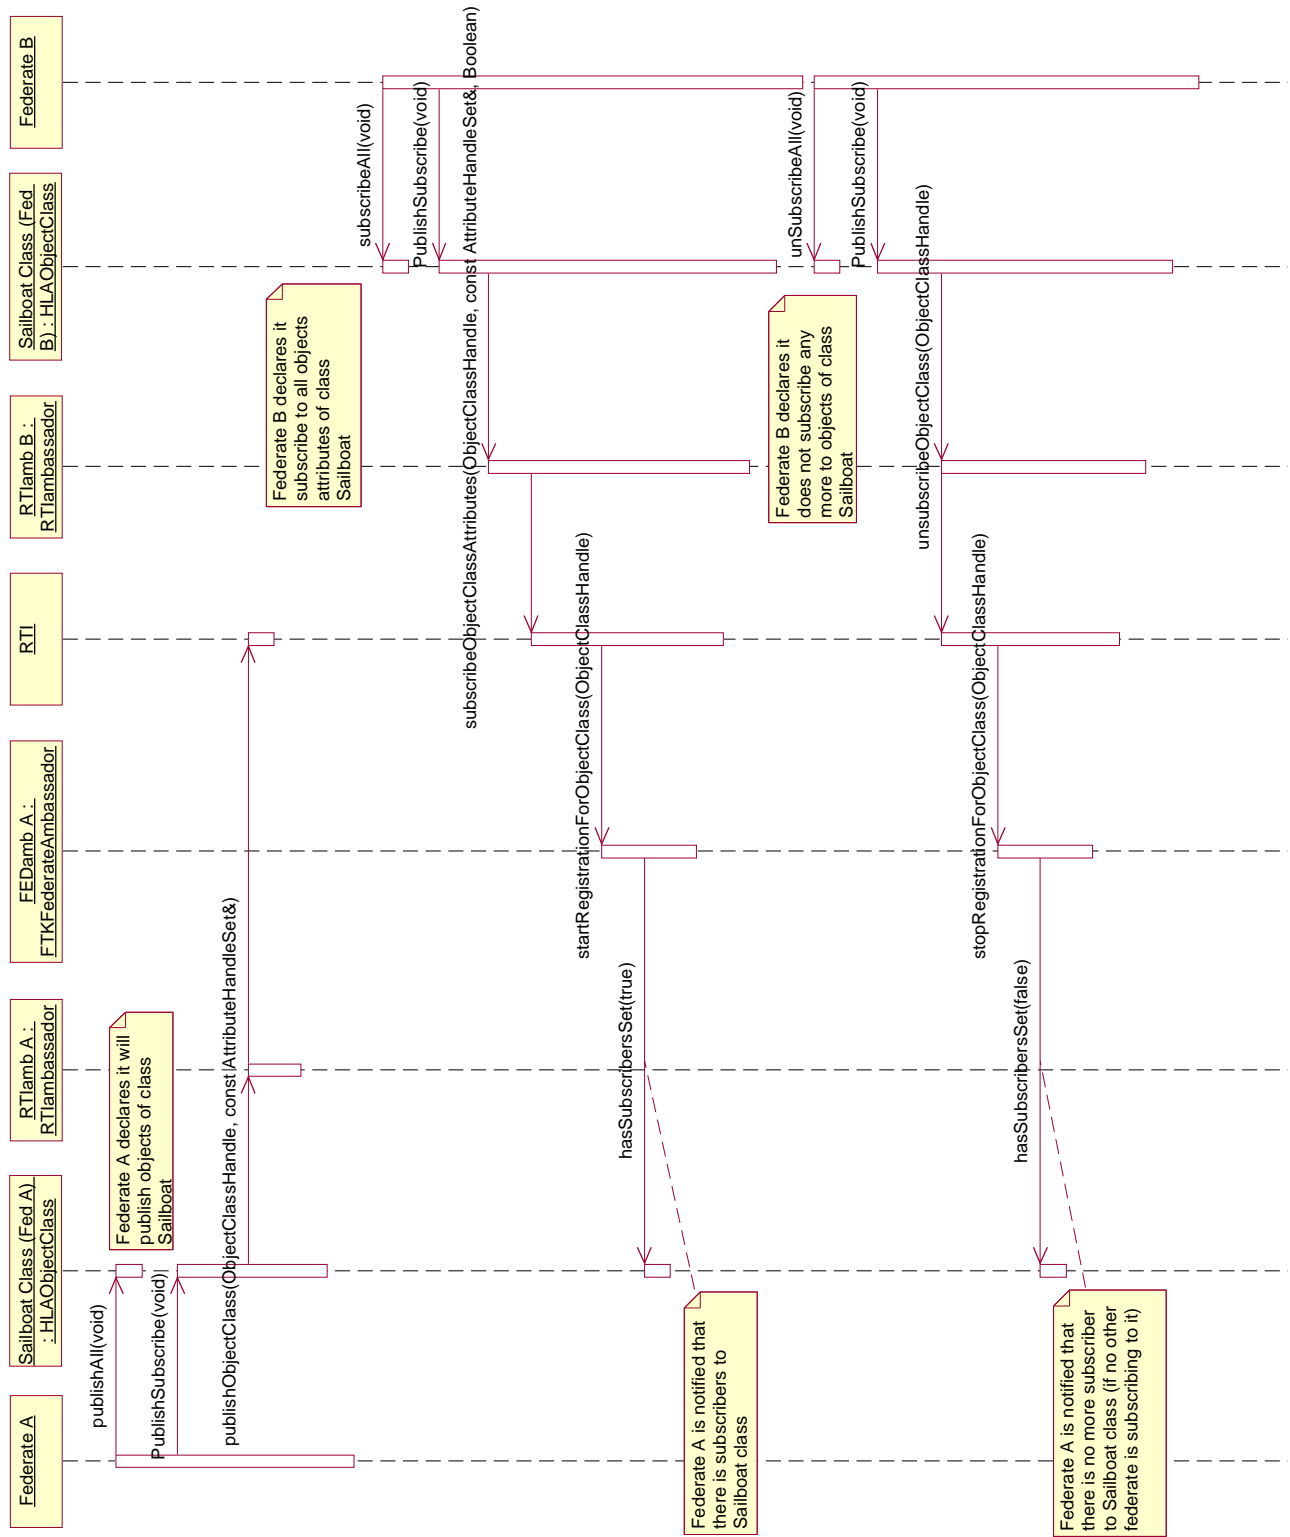 Federate A
Sailboat Class (Fed A)
: HLAObjectClass
RTIamb A :
RTIambassador
FEDamb A :
FTKFederateAmbassador
RTI
RTIamb B :
RTIambassador
Sailboat Class (Fed
B) : HLAObjectClass
Federate B
publishAll(void)
Federate A declares it will
publish objects of class
Sailboat
PublishSubscribe(void)
publishObjectClass(ObjectClassHandle, const AttributeHandleSet&)
Federate B declares it
subscribe to all objects
attributes of class
Sailboat
subscribeAll(void)
PublishSubscribe(void)
subscribeObjectClassAttributes(ObjectClassHandle, const AttributeHandleSet&, Boolean)
startRegistrationForObjectClass(ObjectClassHandle)
hasSubscribersSet(true)
Federate A is notified that
there is subscribers to
Sailboat class
Federate B declares it
does not subscribe any
more to objects of class
Sailboat
unSubscribeAll(void)
PublishSubscribe(void)
unsubscribeObjectClass(ObjectClassHandle)
stopRegistrationForObjectClass(ObjectClassHandle)
hasSubscribersSet(false)
Federate A is notified that
there is no more subscriber
to Sailboat class (if no other
federate is subscribing to it)